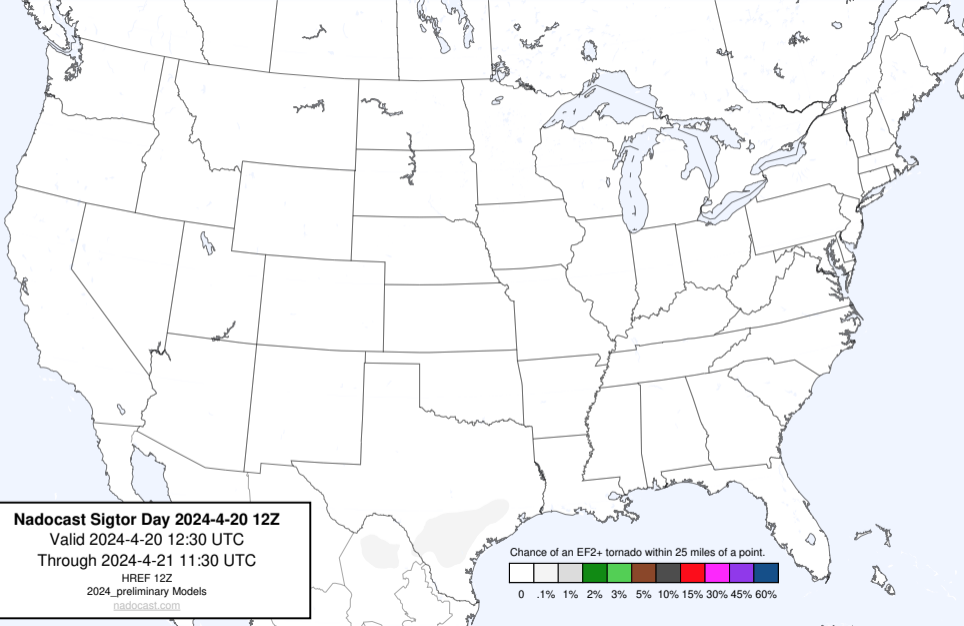 Nadocast Sigtor Day 2024-4-20 12Z
Valid 2024-4-20 12:30 UTC
Through 2024-4-21 11:30 UTC
HREF 12Z
2024_preliminary Models
nadocast.com
Chance of an EF2+ tornado within 25 miles of a point.
0 .1% 1% 2% 3% 5% 10% 15% 30% 45% 60%